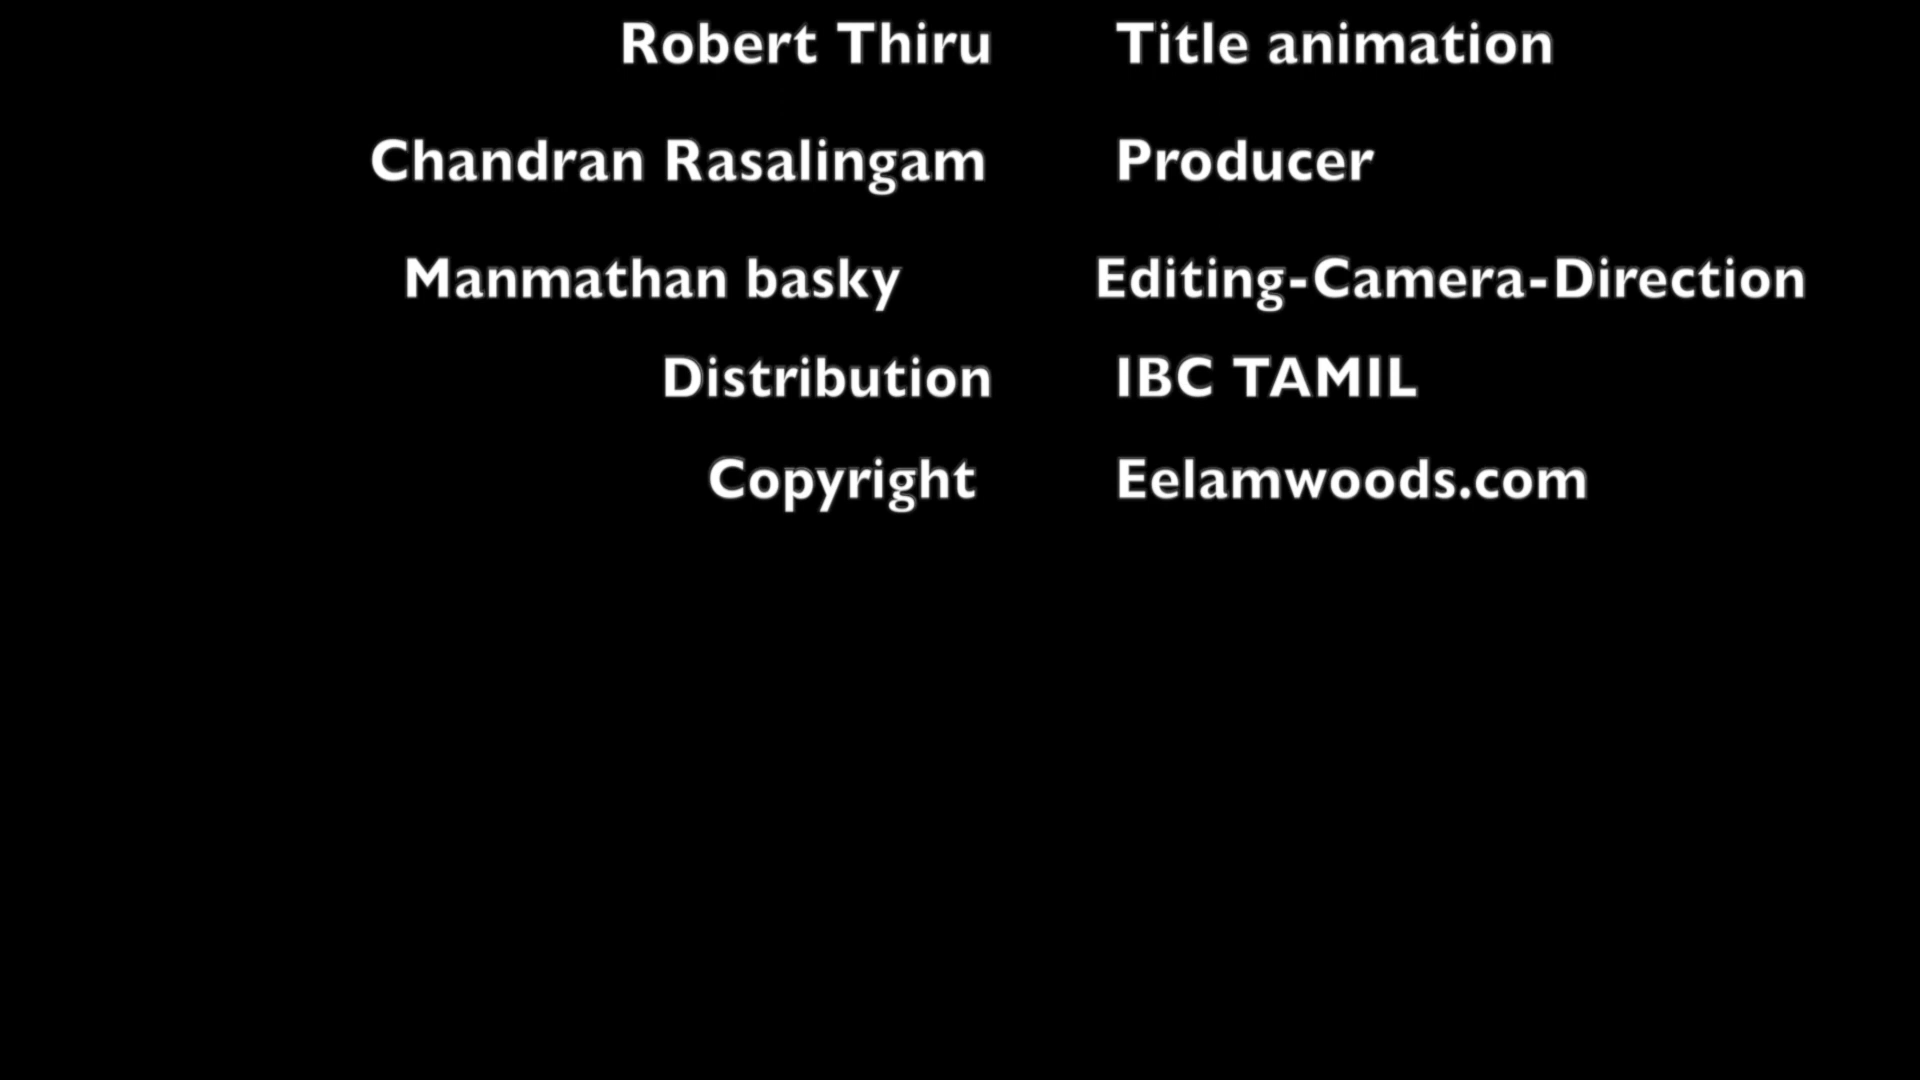 Robert Thiru Title animation
Chandran Rasalingam Producer
Manmathan basky Editing-Camera-Direction
Distribution IBC TAMIL
Copyright Eelamwoods.com